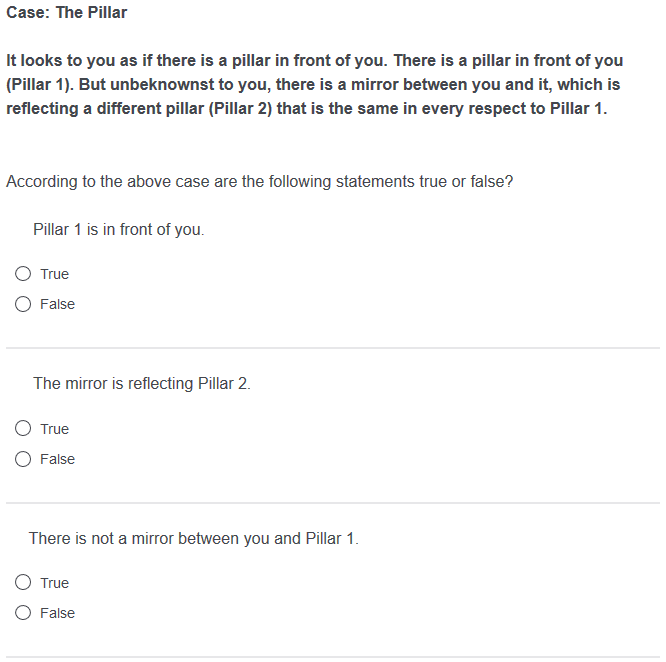 Case: The Pillar
It looks to you as if there is a pillar in front of you. There is a pillar in front of you
(Pillar 1). But unbeknownst to you, there is a mirror between you and it, which is
reflecting a different pillar (Pillar 2) that is the same in every respect to Pillar 1.
According to the above case are the following statements true or false?
Pillar 1 is in front of you.
True
False
The mirror is reflecting Pillar 2.
True
False
There is not a mirror between you and Pillar 1.
True
False